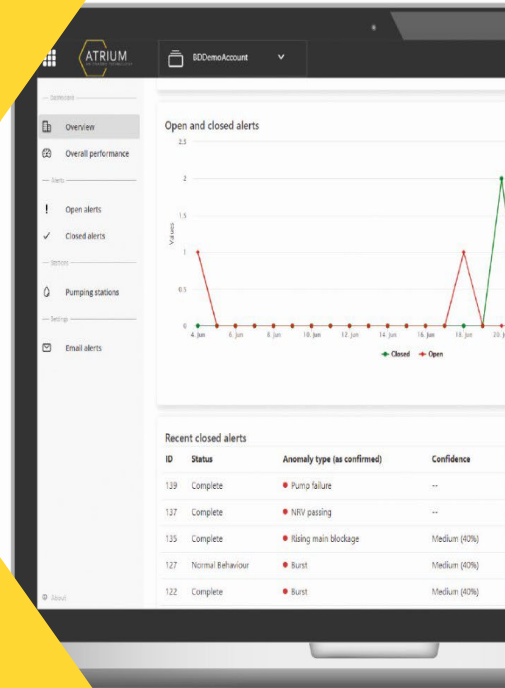 ATRIUM
BDDemoAccount
Overview
Overall performance
Alerts
Open alerts
Closed alerts
Stations
Pumping stations
Settings
Email alerts
About
Open and closed alerts
2.5
2
1.5
1
0.5
0
Values
4. Jun 6. Jun 8. Jun 10. Jun 12. Jun 14. Jun 16. Jun 18. Jun 20.
Closed Open
Recent closed alerts
ID Status Anomaly type (as confirmed) Confidence
139 Complete Pump failure --
137 Complete NRV passing --
135 Complete Rising main blockage Medium (40%)
127 Normal Behaviour Burst Medium (40%)
122 Complete Burst Medium (40%)